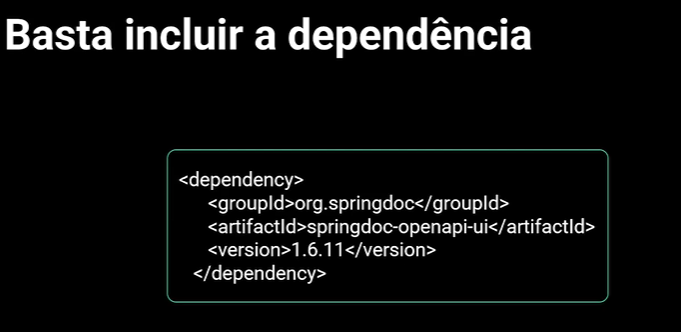 Basta incluir a dependência
<dependency>
<groupId>org.springdoc</groupId>
<artifactId>springdoc-openapi-ui</artifactId>
<version>1.6.11</version>
</dependency>